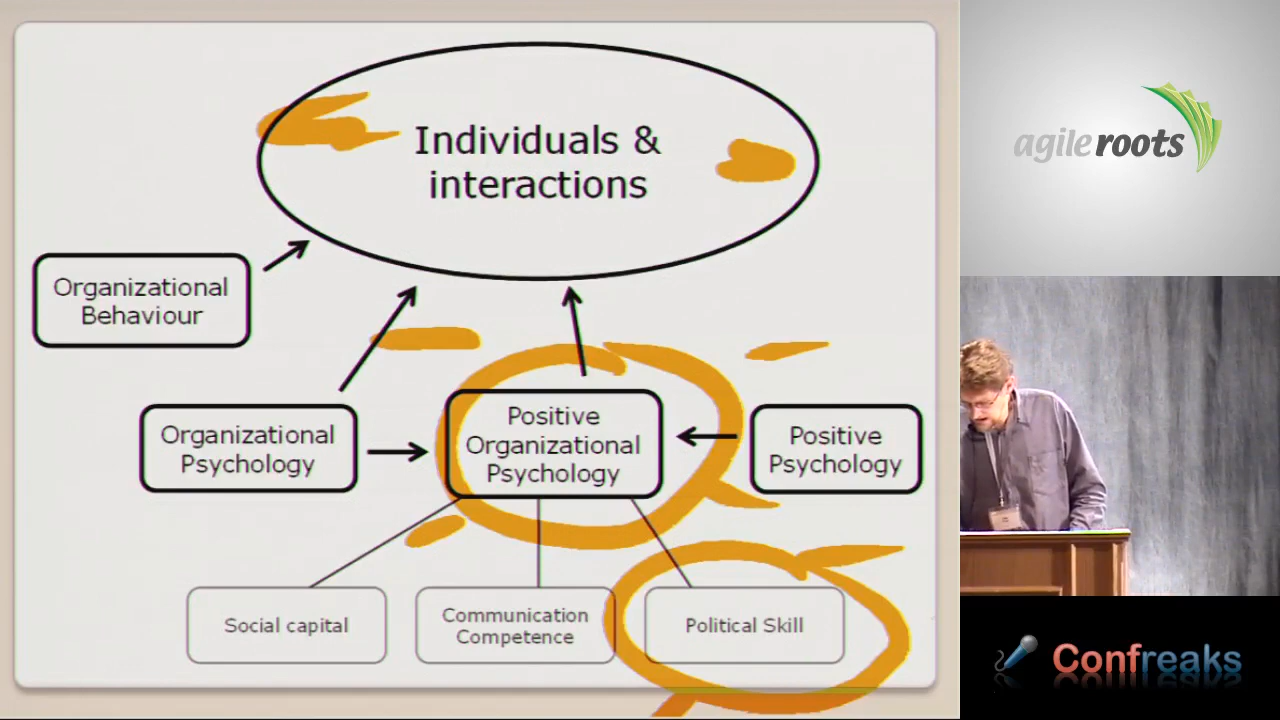 Individuals &
interactions
Organizational
Behaviour
Organizational
Psychology
Positive
Organizational
Psychology
Positive
Psychology
Social capital
Communication
Competence
Political Skill
agile roots
Confreaks